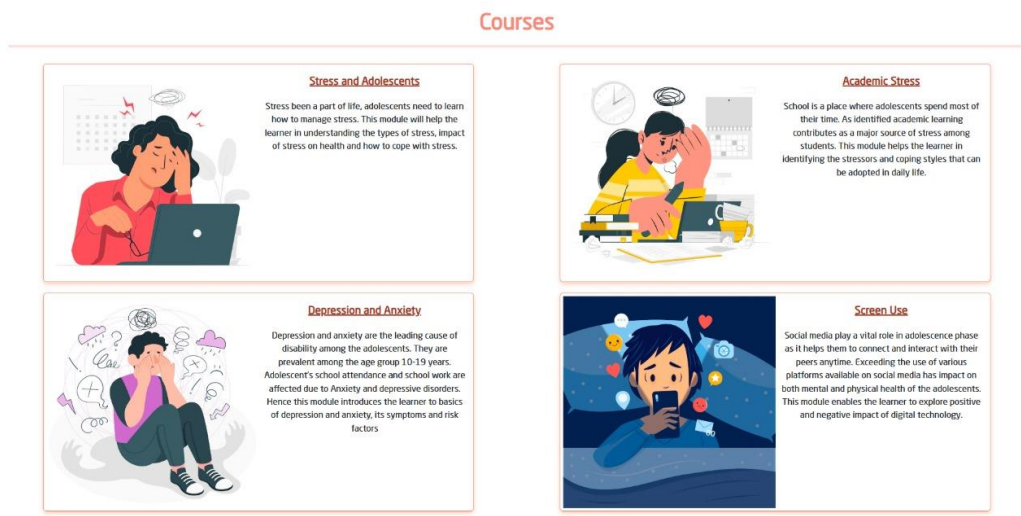 Courses
Stress and Adolescents
Stress been a part of life, adolescents need to learn
how to manage stress. This module will help the
learner in understanding the types of stress, impact
of stress on health and how to cope with stress.
Academic Stress
School is a place where adolescents spend most of
their time. As identified academic learning
contributes as a major source of stress among
students. This module helps the learner in
identifying the stressors and coping styles that can
be adopted in daily life.
Depression and Anxiety
Depression and anxiety are the leading cause of
disability among the adolescents. They are
prevalent among the age group 10-19 years.
Adolescent's school attendance and school work are
affected due to Anxiety and depressive disorders.
Hence this module introduces the learner to basics
of depression and anxiety, its symptoms and risk
factors
Screen Use
Social media play a vital role in adolescence phase
as it helps them to connect and interact with their
peers anytime. Exceeding the use of various
platforms available on social media has impact on
both mental and physical health of the adolescents.
This module enables the learner to explore positive
and negative impact of digital technology.